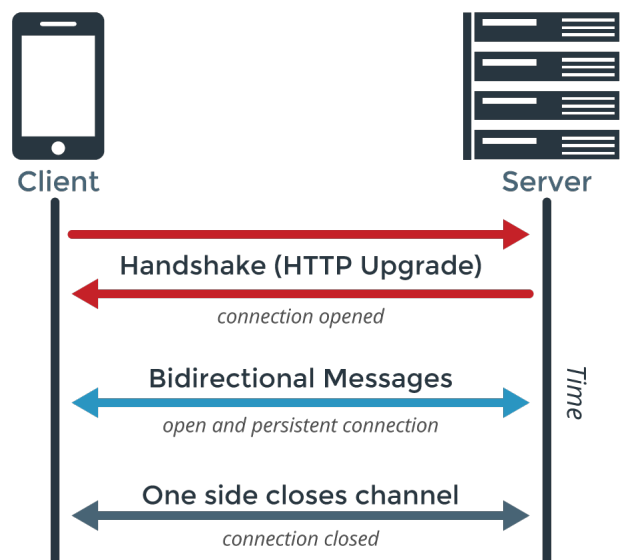 Client
Server
Handshake (HTTP Upgrade)
connection opened
Bidirectional Messages
open and persistent connection
Time
One side closes channel
connection closed